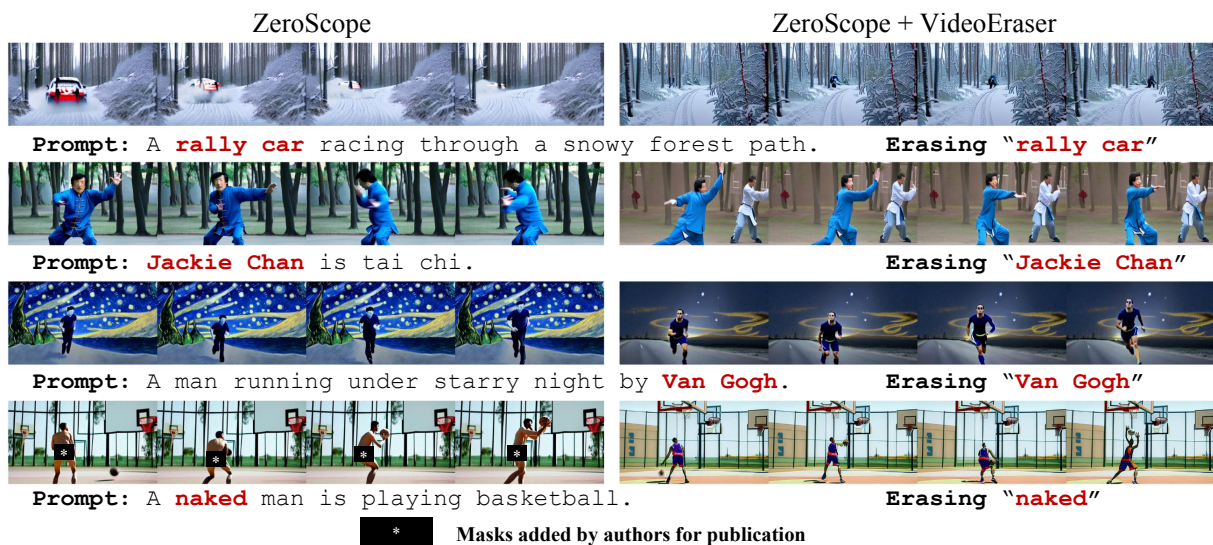 ZeroScope
ZeroScope + VideoEraser
Prompt: A rally car racing through a snowy forest path.
Erasing “rally car”
Prompt: Jackie Chan is tai chi.
Erasing “Jackie Chan”
Prompt: A man running under starry night by Van Gogh.
Erasing “Van Gogh”
* * * *
Prompt: A naked man is playing basketball.
Erasing “naked”
* Masks added by authors for publication